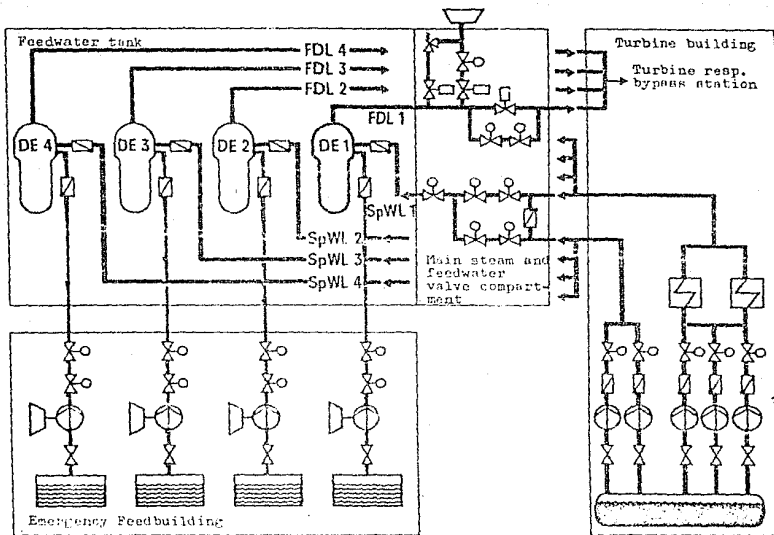 Feedwater tank
FDL 4
FDL 3
FDL 2
FDL 1
Turbine building
Turbine resp.
bypass station
DE 4
DE 3
DE 2
DE 1
SpWL 1
SpWL 2
SpWL 3
SpWL 4
Main steam and
feedwater
valve compart-
ment
Emergency Feedbuilding